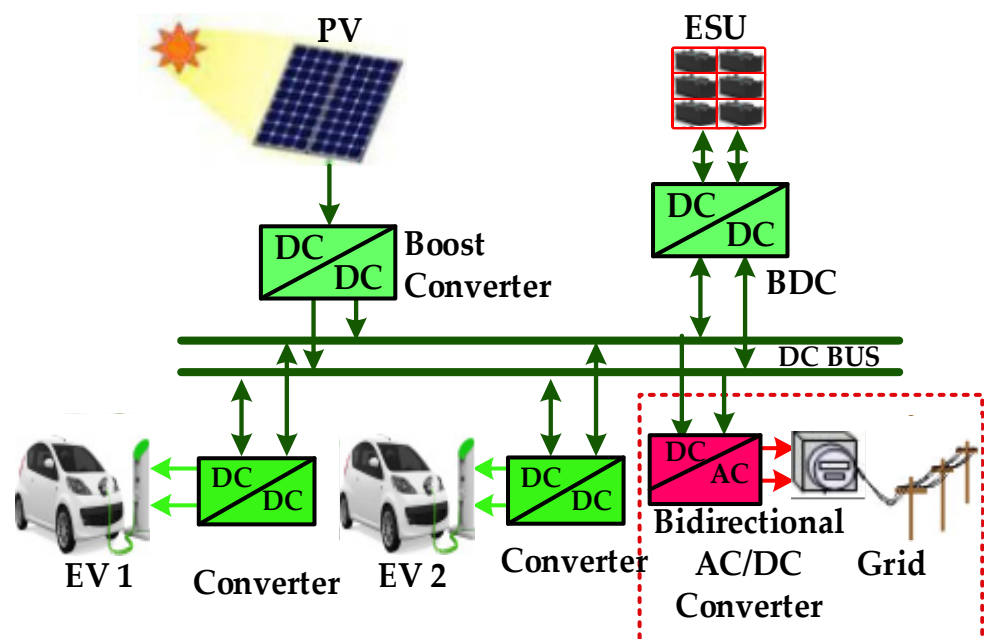 PV
ESU
DC
DC
Boost
Converter
DC
DC
BDC
DC BUS
DC
DC
DC
DC
DC
AC
EV 1
Converter
EV 2
Converter
Bidirectional
AC/DC
Converter
Grid